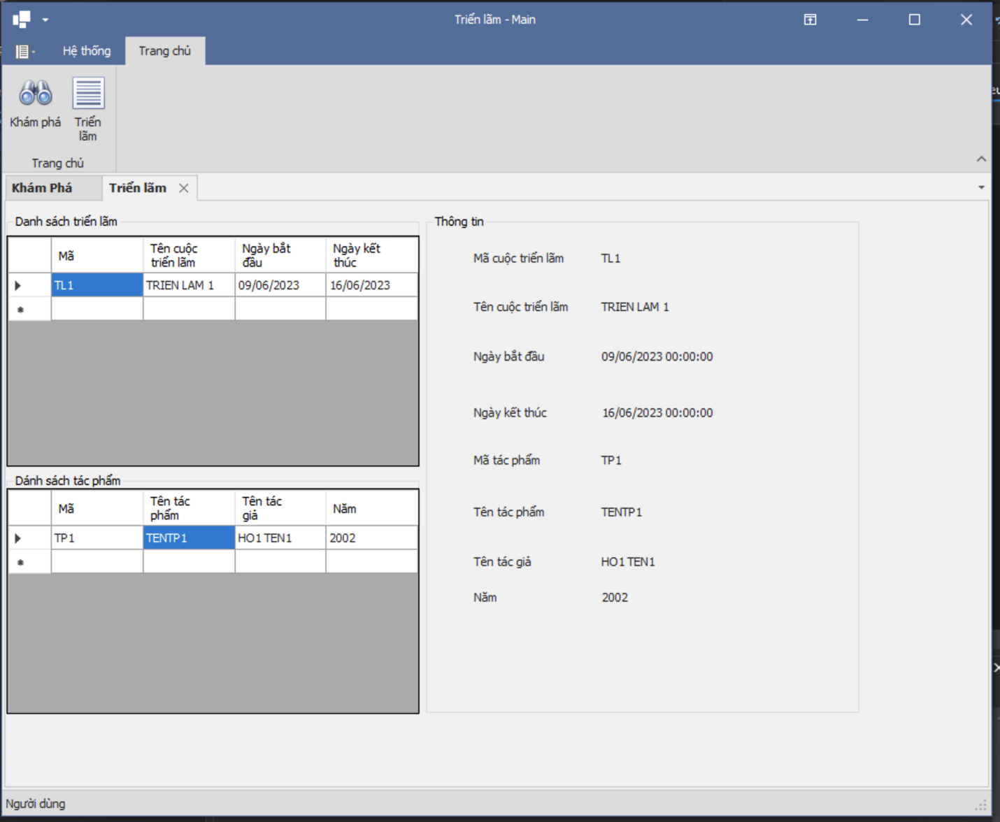 Triển lãm - Main
Hệ thống
Trang chủ
Khám phá
Triển
lãm
Trang chủ
Khám Phá
Triển lãm
Danh sách triển lãm
Mã
Tên cuộc
triển lãm
Ngày bắt
đầu
Ngày kết
thúc
TL1
TRIEN LAM 1
09/06/2023
16/06/2023
Dánh sách tác phẩm
Mã
Tên tác
phẩm
Tên tác
giả
Năm
TP1
TENTP1
HO1 TEN1
2002
Thông tin
Mã cuộc triển lãm
TL1
Tên cuộc triển lãm
TRIEN LAM 1
Ngày bắt đầu
09/06/2023 00:00:00
Ngày kết thúc
16/06/2023 00:00:00
Mã tác phẩm
TP1
Tên tác phẩm
TENTP1
Tên tác giả
HO1 TEN1
Năm
2002
Người dùng